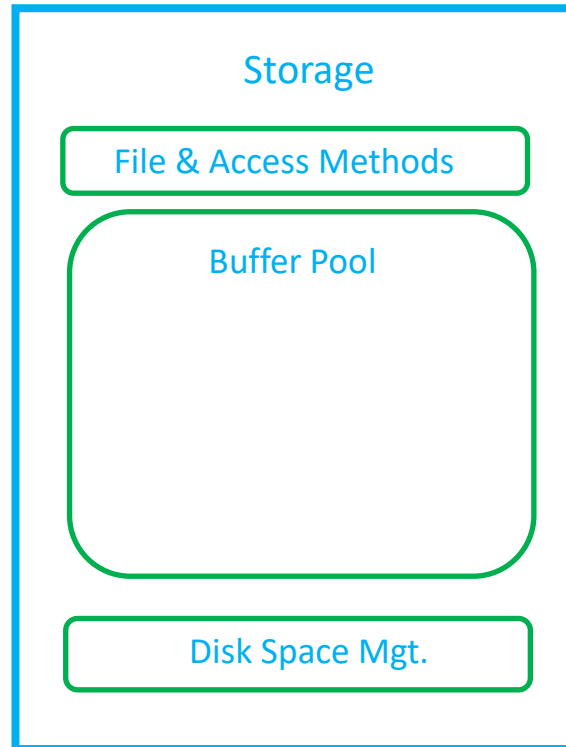 Storage
File & Access Methods
Buffer Pool
Disk Space Mgt.